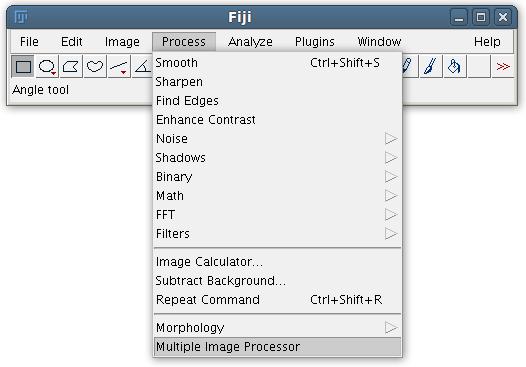 Fiji
File Edit Image Process Analyze Plugins Window Help
>>
Angle tool
Smooth Ctrl+Shift+S
Sharpen
Find Edges
Enhance Contrast
Noise
Shadows
Binary
Math
FFT
Filters
Image Calculator...
Subtract Background...
Repeat Command Ctrl+Shift+R
Morphology
Multiple Image Processor